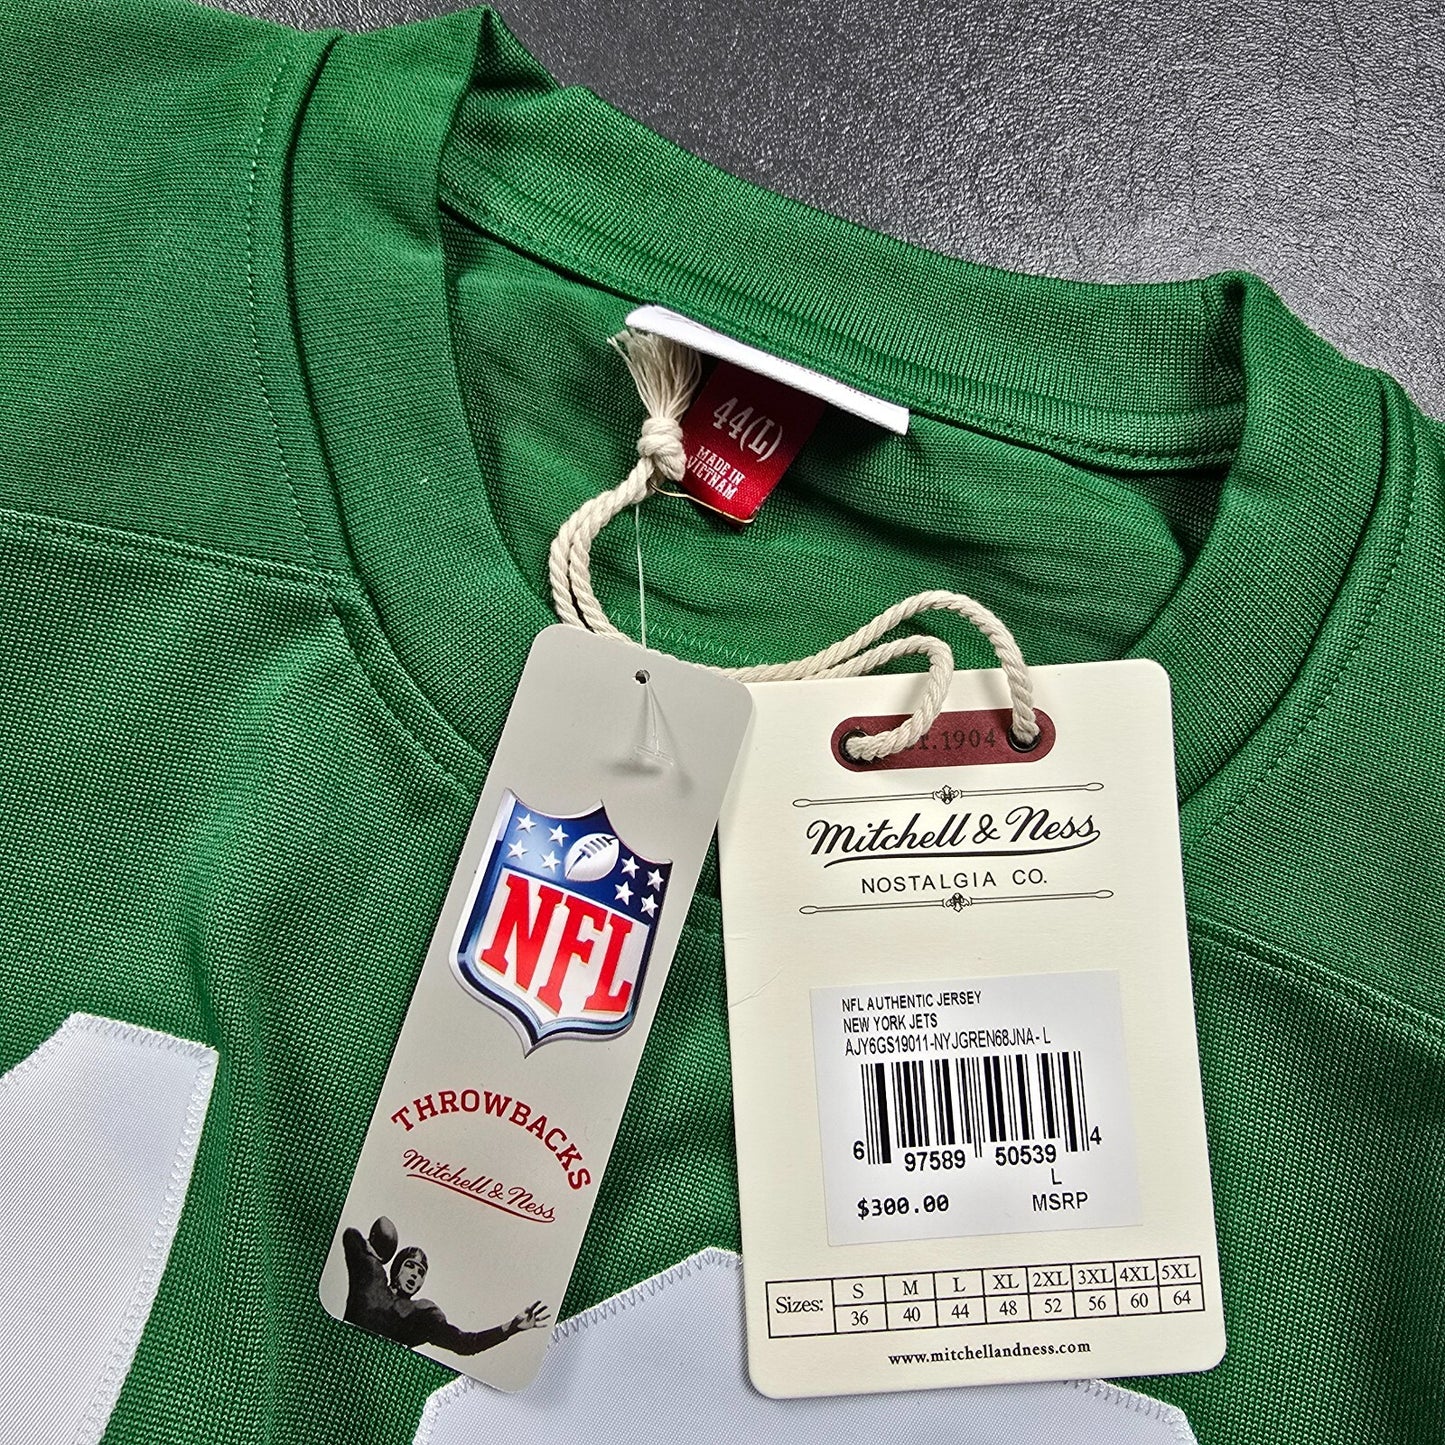 44(L)
MADE IN
VIETNAM
NFL
THROWBACKS
Mitchell & Ness
EST.1904
Mitchell & Ness
NOSTALGIA CO.
NFL AUTHENTIC JERSEY
NEW YORK JETS
AJY6GS19011-NYJGREN68JNA- L
6 97589 50539 4
L
$300.00 MSRP
Sizes: S M L XL 2XL 3XL 4XL 5XL
36 40 44 48 52 56 60 64
www.mitchellandness.com